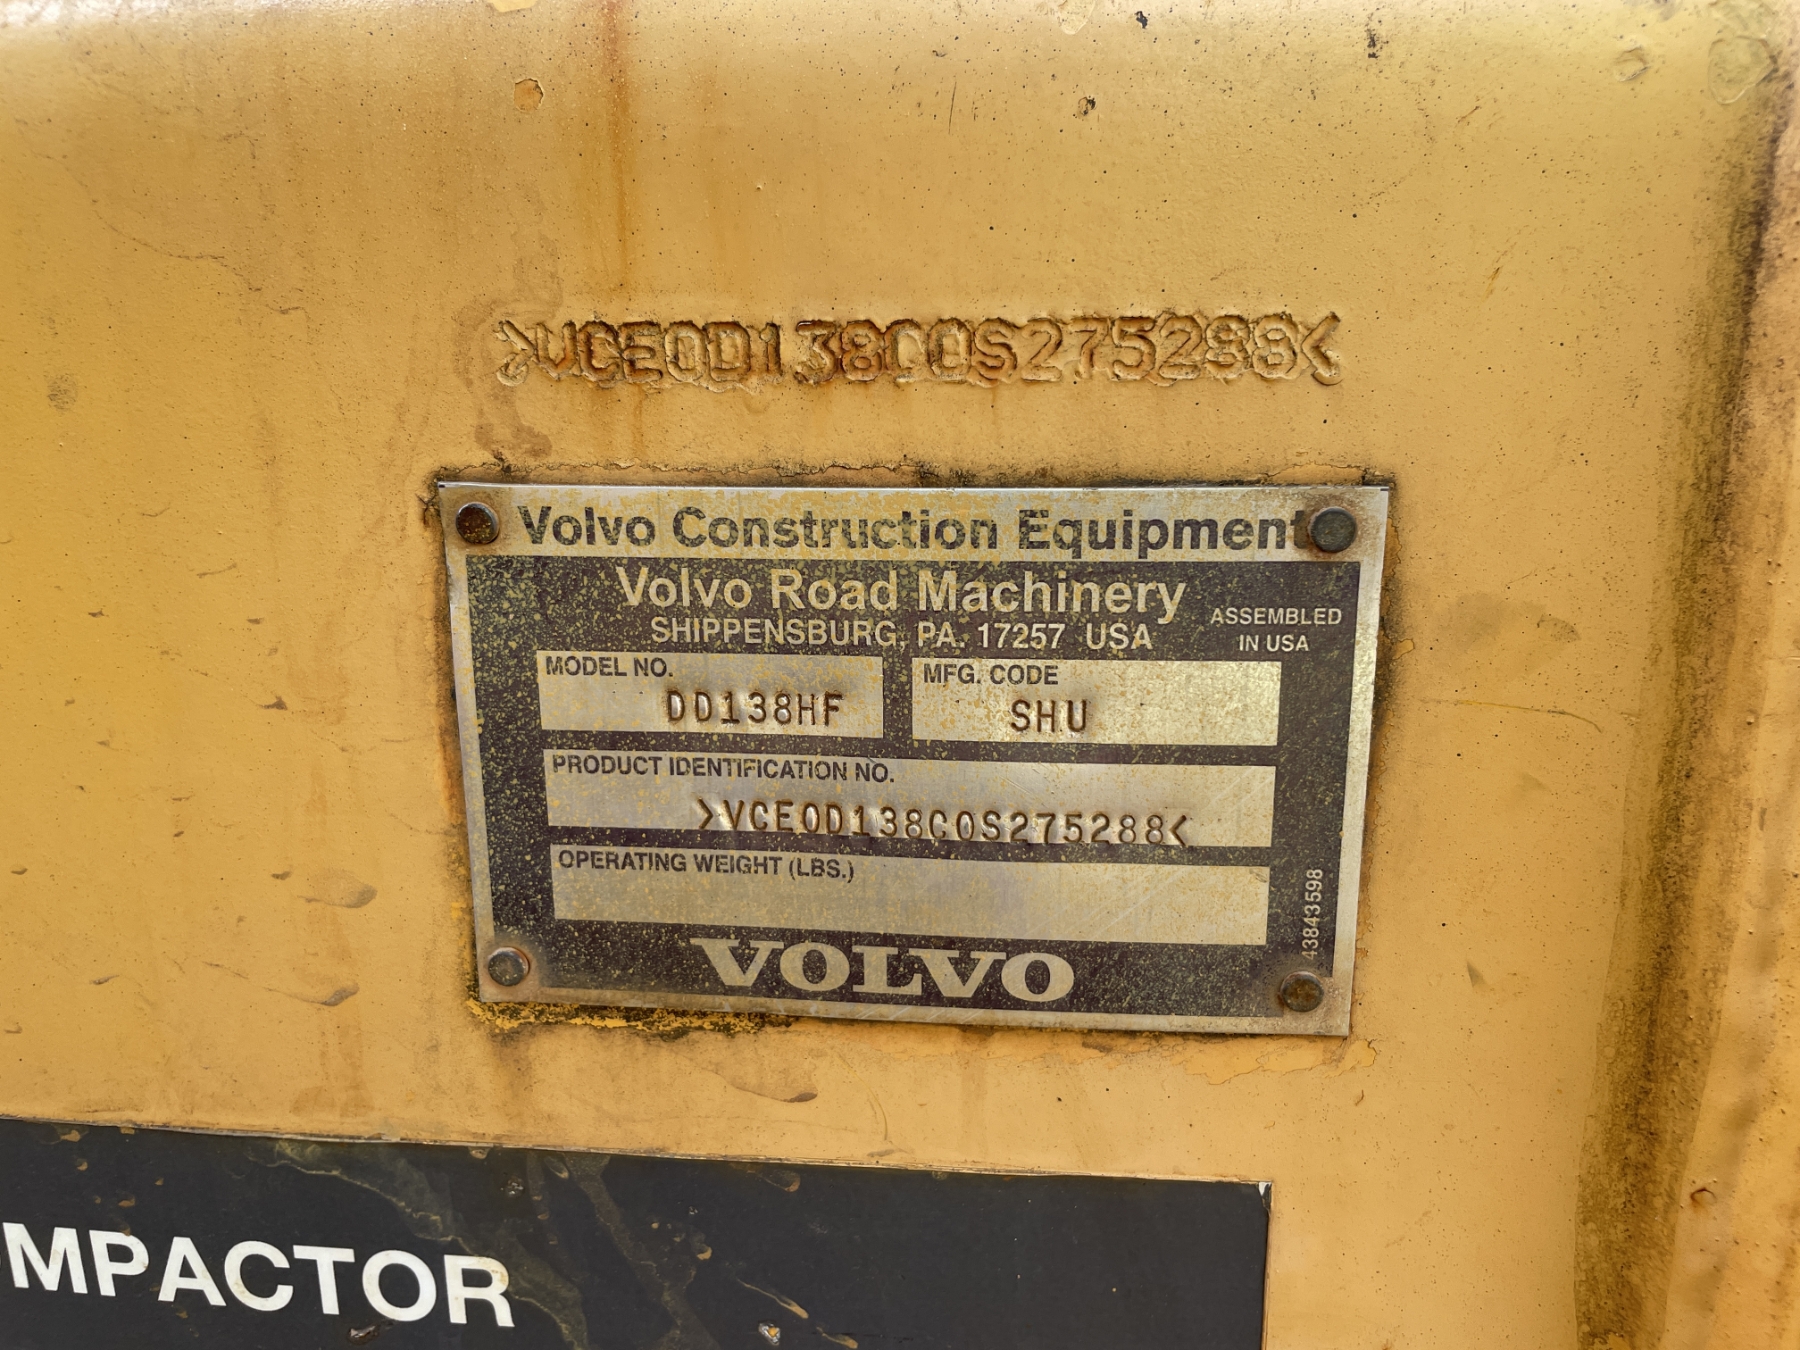 >VCE0D138C0S275288<
Volvo Construction Equipment
Volvo Road Machinery
SHIPPENSBURG, PA. 17257 USA
ASSEMBLED
IN USA
MODEL NO.
DD138HF
MFG. CODE
SHU
PRODUCT IDENTIFICATION NO.
>VCE0D138C0S275288<
OPERATING WEIGHT (LBS.)
43843598
VOLVO
OMPACTOR